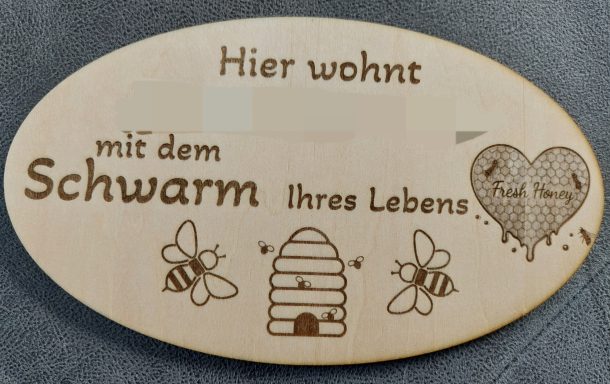 Hier wohnt
mit dem
Schwarm Ihres Lebens
Fresh Honey